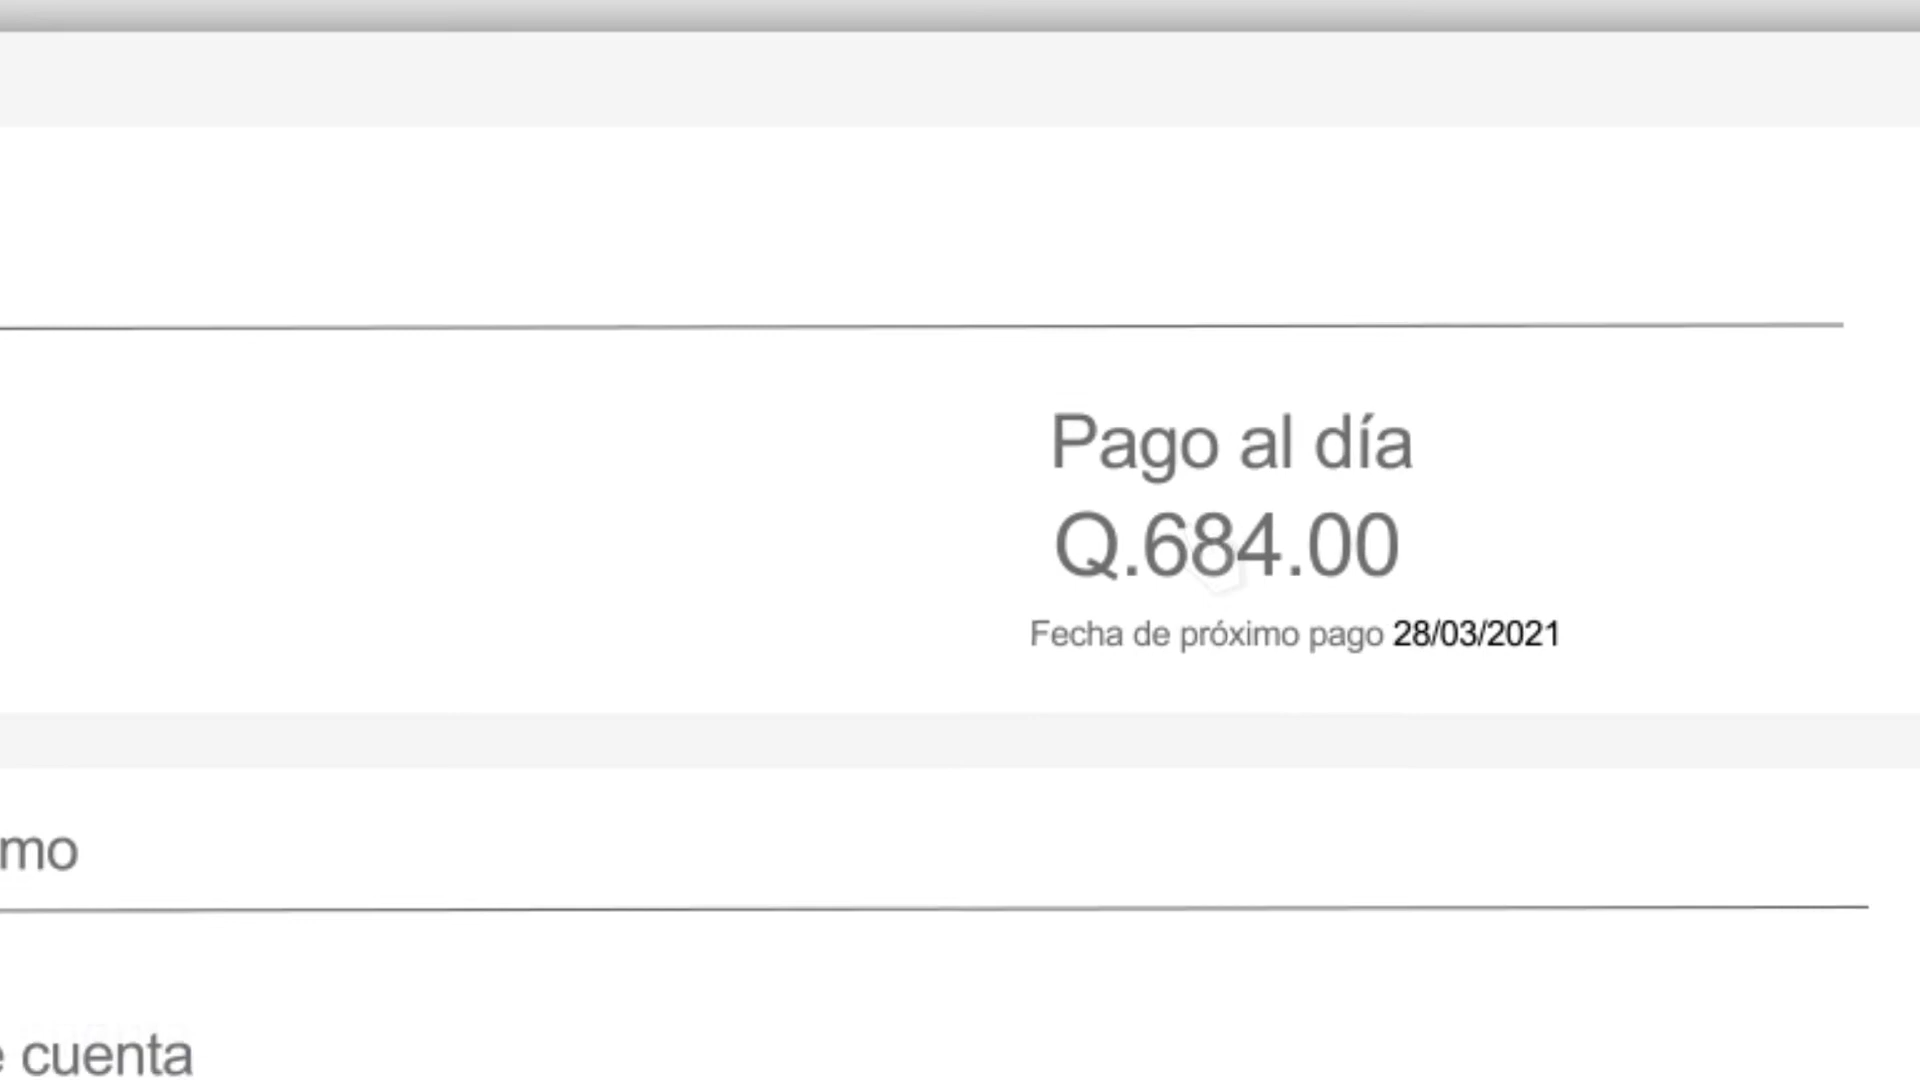 Pago al día
Q.684.00
Fecha de próximo pago 28/03/2021
mo
cuenta